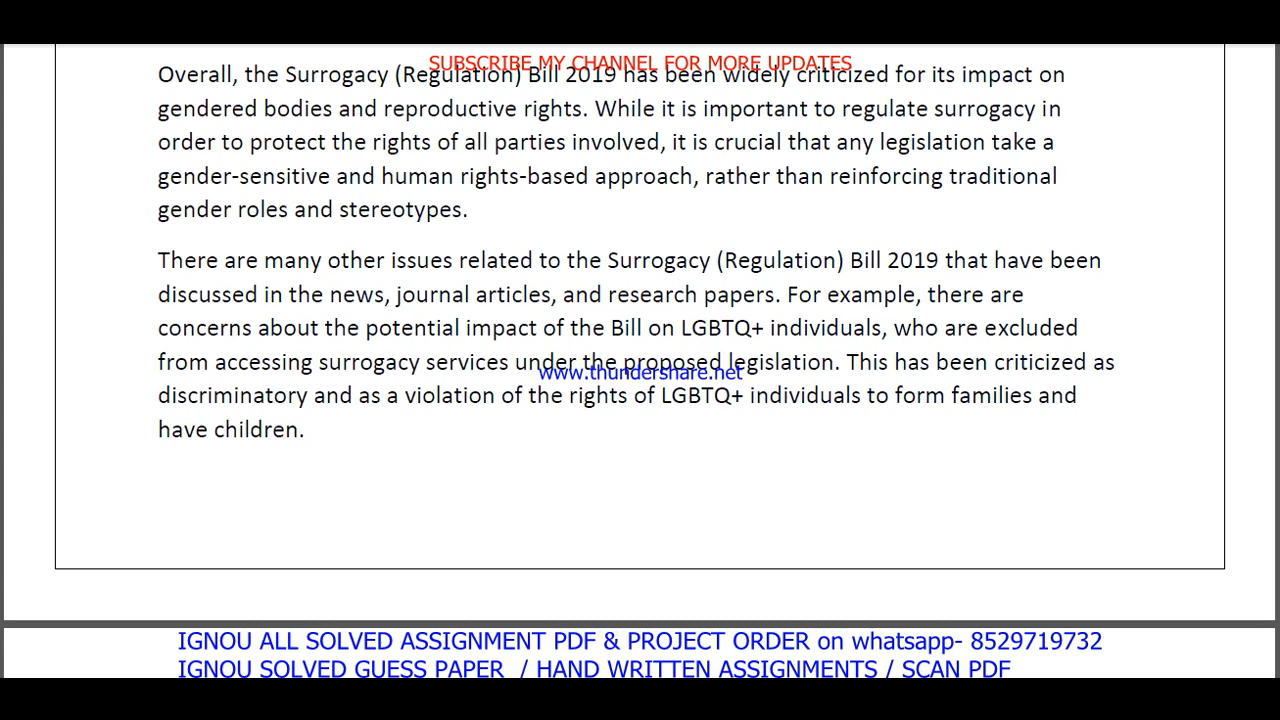 SUBSCRIBE MY CHANNEL FOR MORE UPDATES
Overall, the Surrogacy (Regulation) Bill 2019 has been widely criticized for its impact on
gendered bodies and reproductive rights. While it is important to regulate surrogacy in
order to protect the rights of all parties involved, it is crucial that any legislation take a
gender-sensitive and human rights-based approach, rather than reinforcing traditional
gender roles and stereotypes.
There are many other issues related to the Surrogacy (Regulation) Bill 2019 that have been
discussed in the news, journal articles, and research papers. For example, there are
concerns about the potential impact of the Bill on LGBTQ+ individuals, who are excluded
from accessing surrogacy services under the proposed legislation. This has been criticized as
www.thundershare.net
discriminatory and as a violation of the rights of LGBTQ+ individuals to form families and
have children.
IGNOU ALL SOLVED ASSIGNMENT PDF & PROJECT ORDER on whatsapp- 8529719732
IGNOU SOLVED GUESS PAPER / HAND WRITTEN ASSIGNMENTS / SCAN PDF